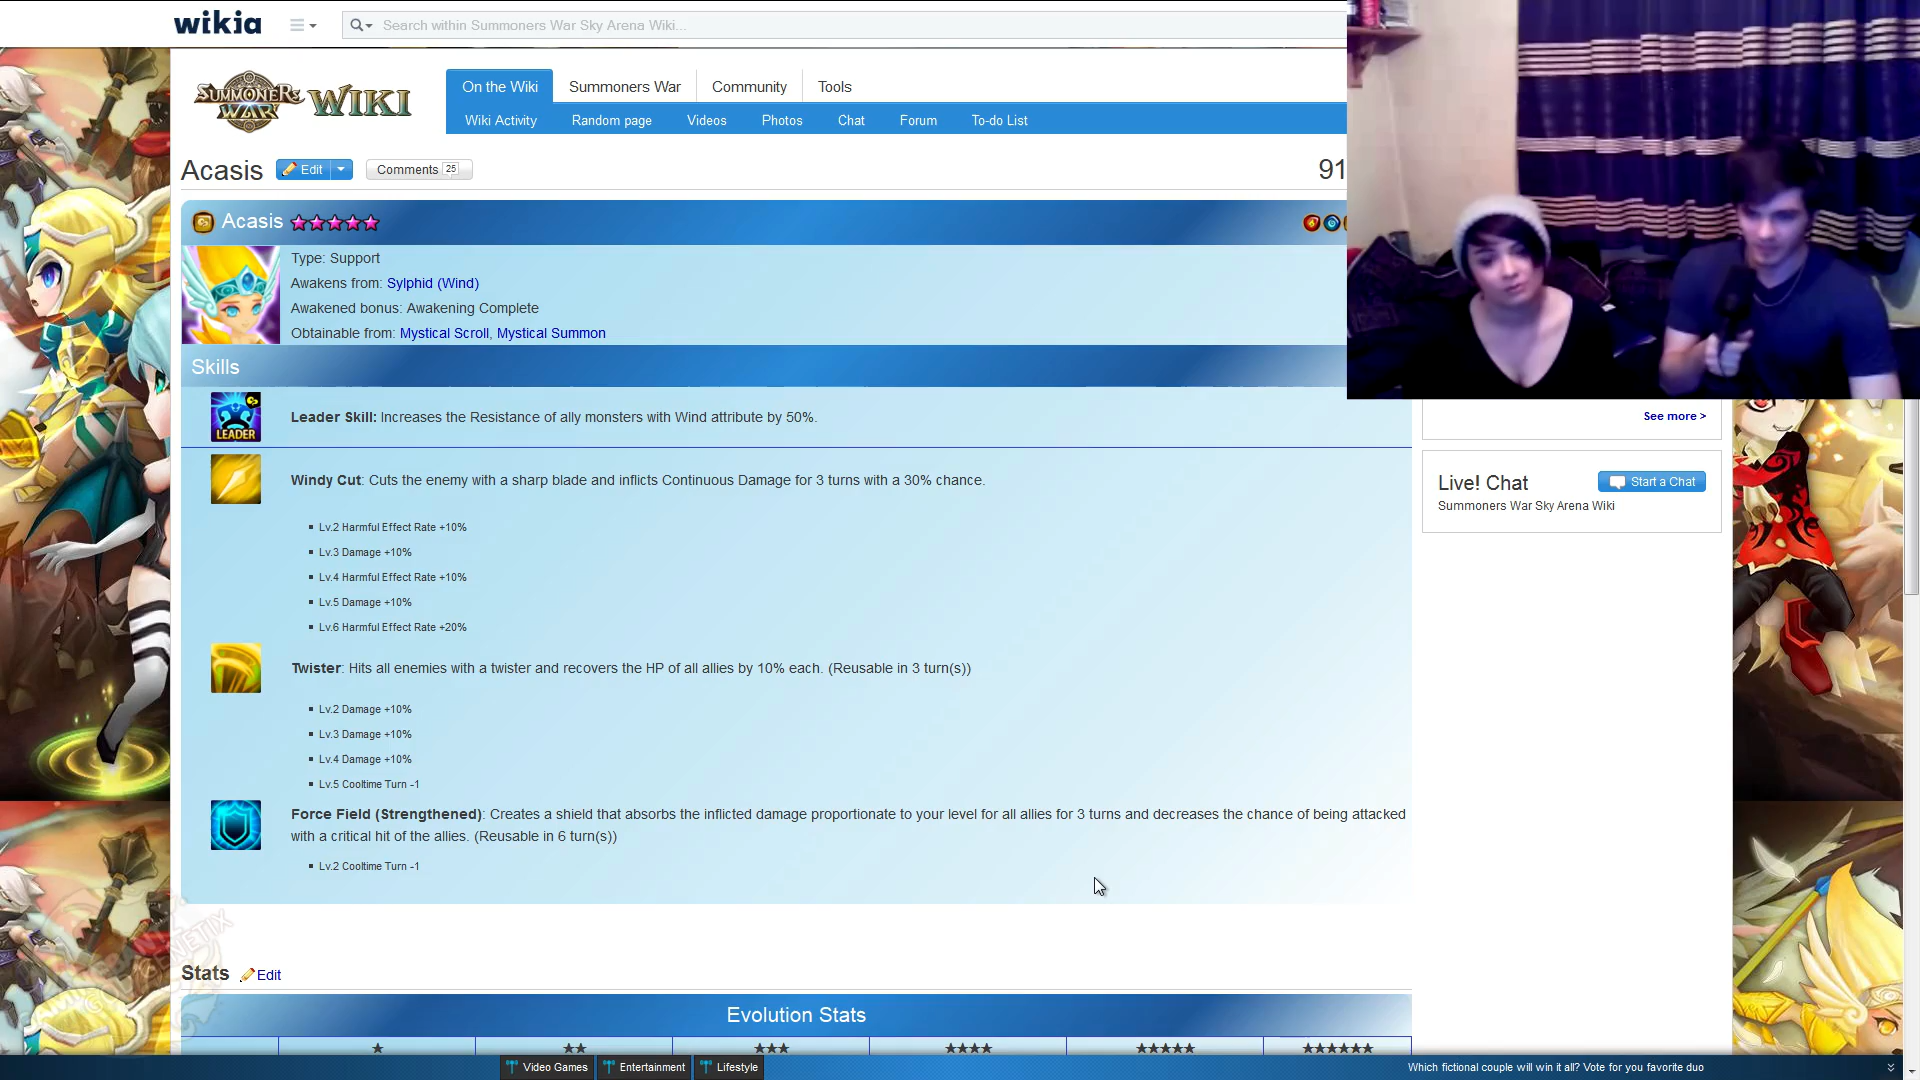 wikia
Search within Summoners War Sky Arena Wiki...
SUMMONERS WAR WIKI
On the Wiki
Summoners War
Community
Tools
Wiki Activity
Random page
Videos
Photos
Chat
Forum
To-do List
Acasis
Edit
Comments 25
91
Acasis
Type: Support
Awakens from: Sylphid (Wind)
Awakened bonus: Awakening Complete
Obtainable from: Mystical Scroll, Mystical Summon
Skills
LEADER
Leader Skill: Increases the Resistance of ally monsters with Wind attribute by 50%.
See more >
Windy Cut: Cuts the enemy with a sharp blade and inflicts Continuous Damage for 3 turns with a 30% chance.
Live! Chat
Start a Chat
Summoners War Sky Arena Wiki
Lv.2 Harmful Effect Rate +10%
Lv.3 Damage +10%
Lv.4 Harmful Effect Rate +10%
Lv.5 Damage +10%
Lv.6 Harmful Effect Rate +20%
Twister: Hits all enemies with a twister and recovers the HP of all allies by 10% each. (Reusable in 3 turn(s))
Lv.2 Damage +10%
Lv.3 Damage +10%
Lv.4 Damage +10%
Lv.5 Cooltime Turn -1
Force Field (Strengthened): Creates a shield that absorbs the inflicted damage proportionate to your level for all allies for 3 turns and decreases the chance of being attacked
with a critical hit of the allies. (Reusable in 6 turn(s))
Lv.2 Cooltime Turn -1
Stats
Edit
Evolution Stats
Video Games
Entertainment
Lifestyle
Which fictional couple will win it all? Vote for you favorite duo